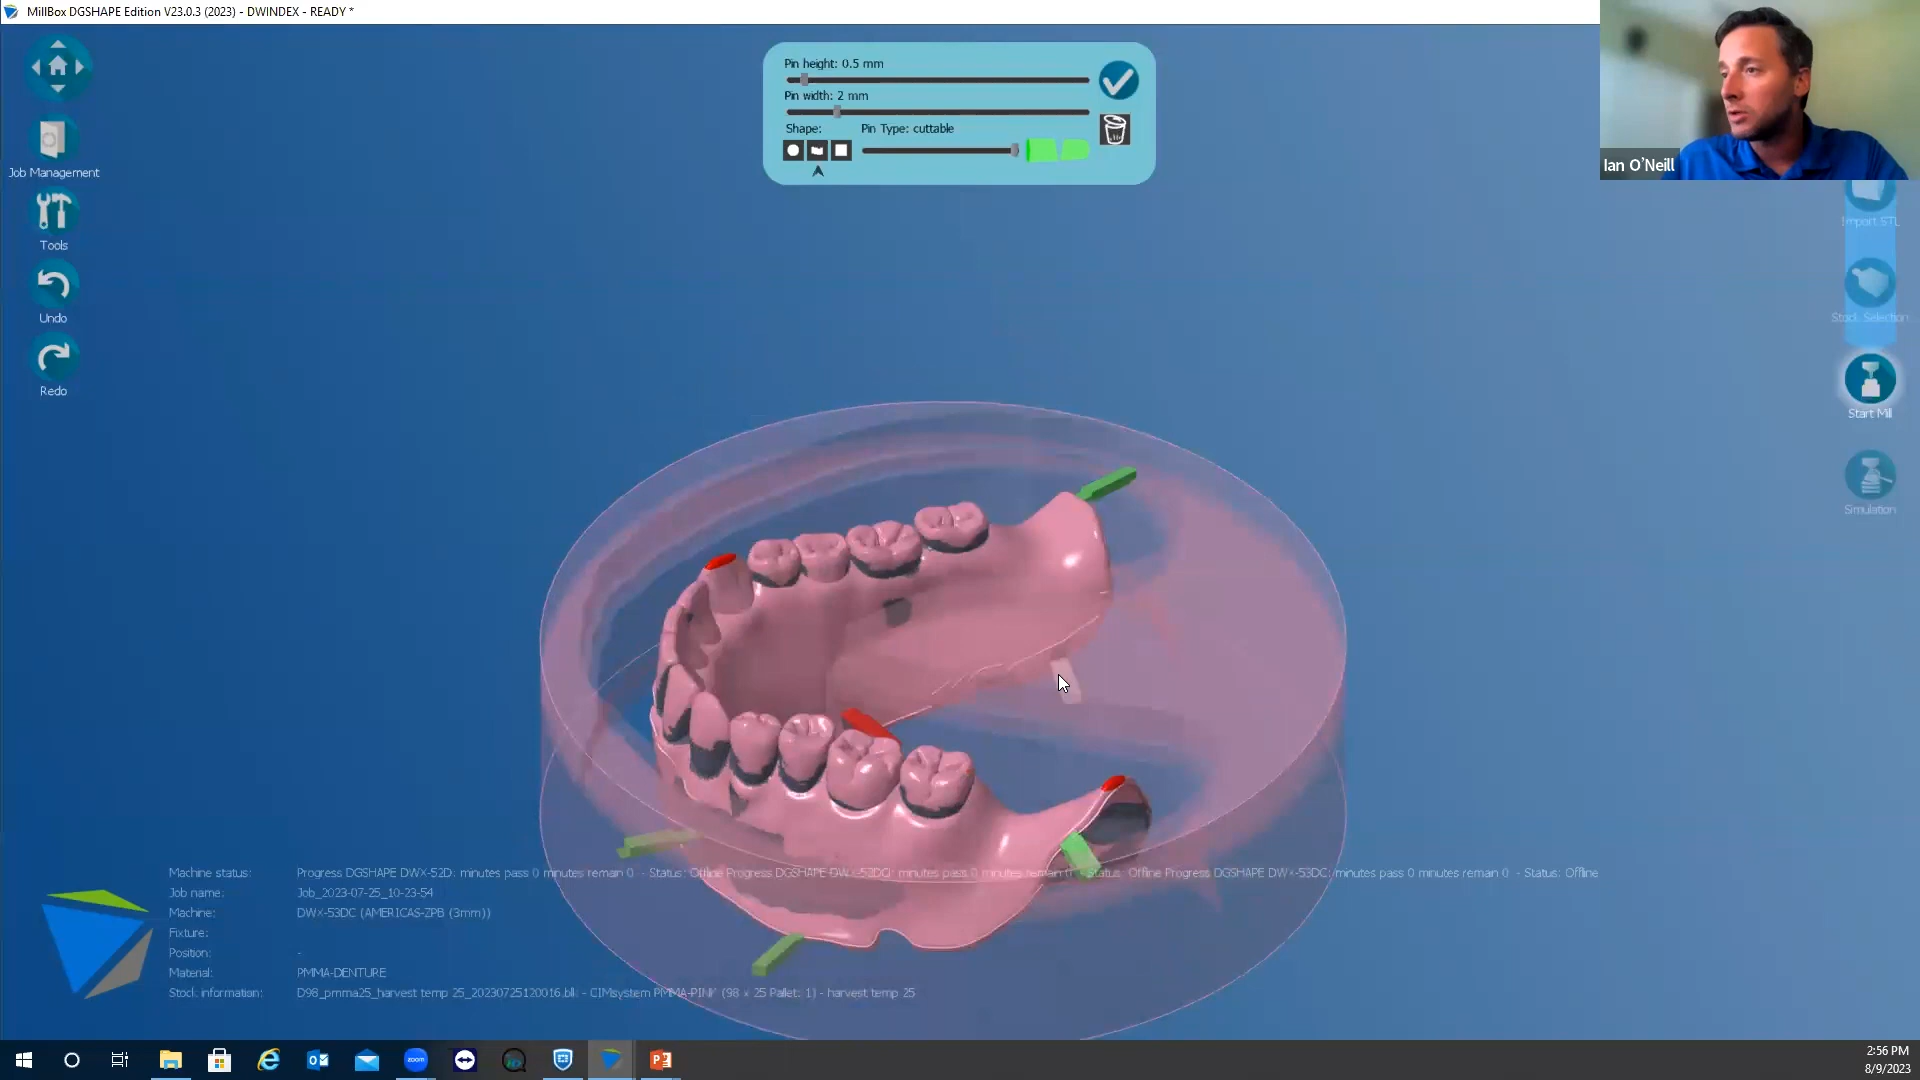 MillBox DGSHAPE Edition V23.0.3 (2023) - DWINDEX - READY *
Pin height: 0.5 mm
Pin width: 2 mm
Shape:
Pin Type: cuttable
Ian O'Neill
Job Management
Tools
Undo
Redo
Import STL
Stock Selection
Start Mill
Simulation
Machine status: Progress DGSHAPE DWX-52D: minutes pass 0 minutes remain 0 - Status: Offline Progress DGSHAPE DWX-52DCi: minutes pass 0 minutes remain 0 - Status: Offline Progress DGSHAPE DWX-53DC: minutes pass 0 minutes remain 0 - Status: Offline
Job name: Job_2023-07-25_10-23-54
Machine: DWX-53DC (AMERICAS-ZPB (3mm))
Fixture:
Position: -
Material: PMMA-DENTURE
Stock information: D98_pmma25_harvest temp 25_20230725120016.blk - CIMsystem PMMA-PINK (98 x 25 Pallet: 1) - harvest temp 25
zoom
2:56 PM
8/9/2023